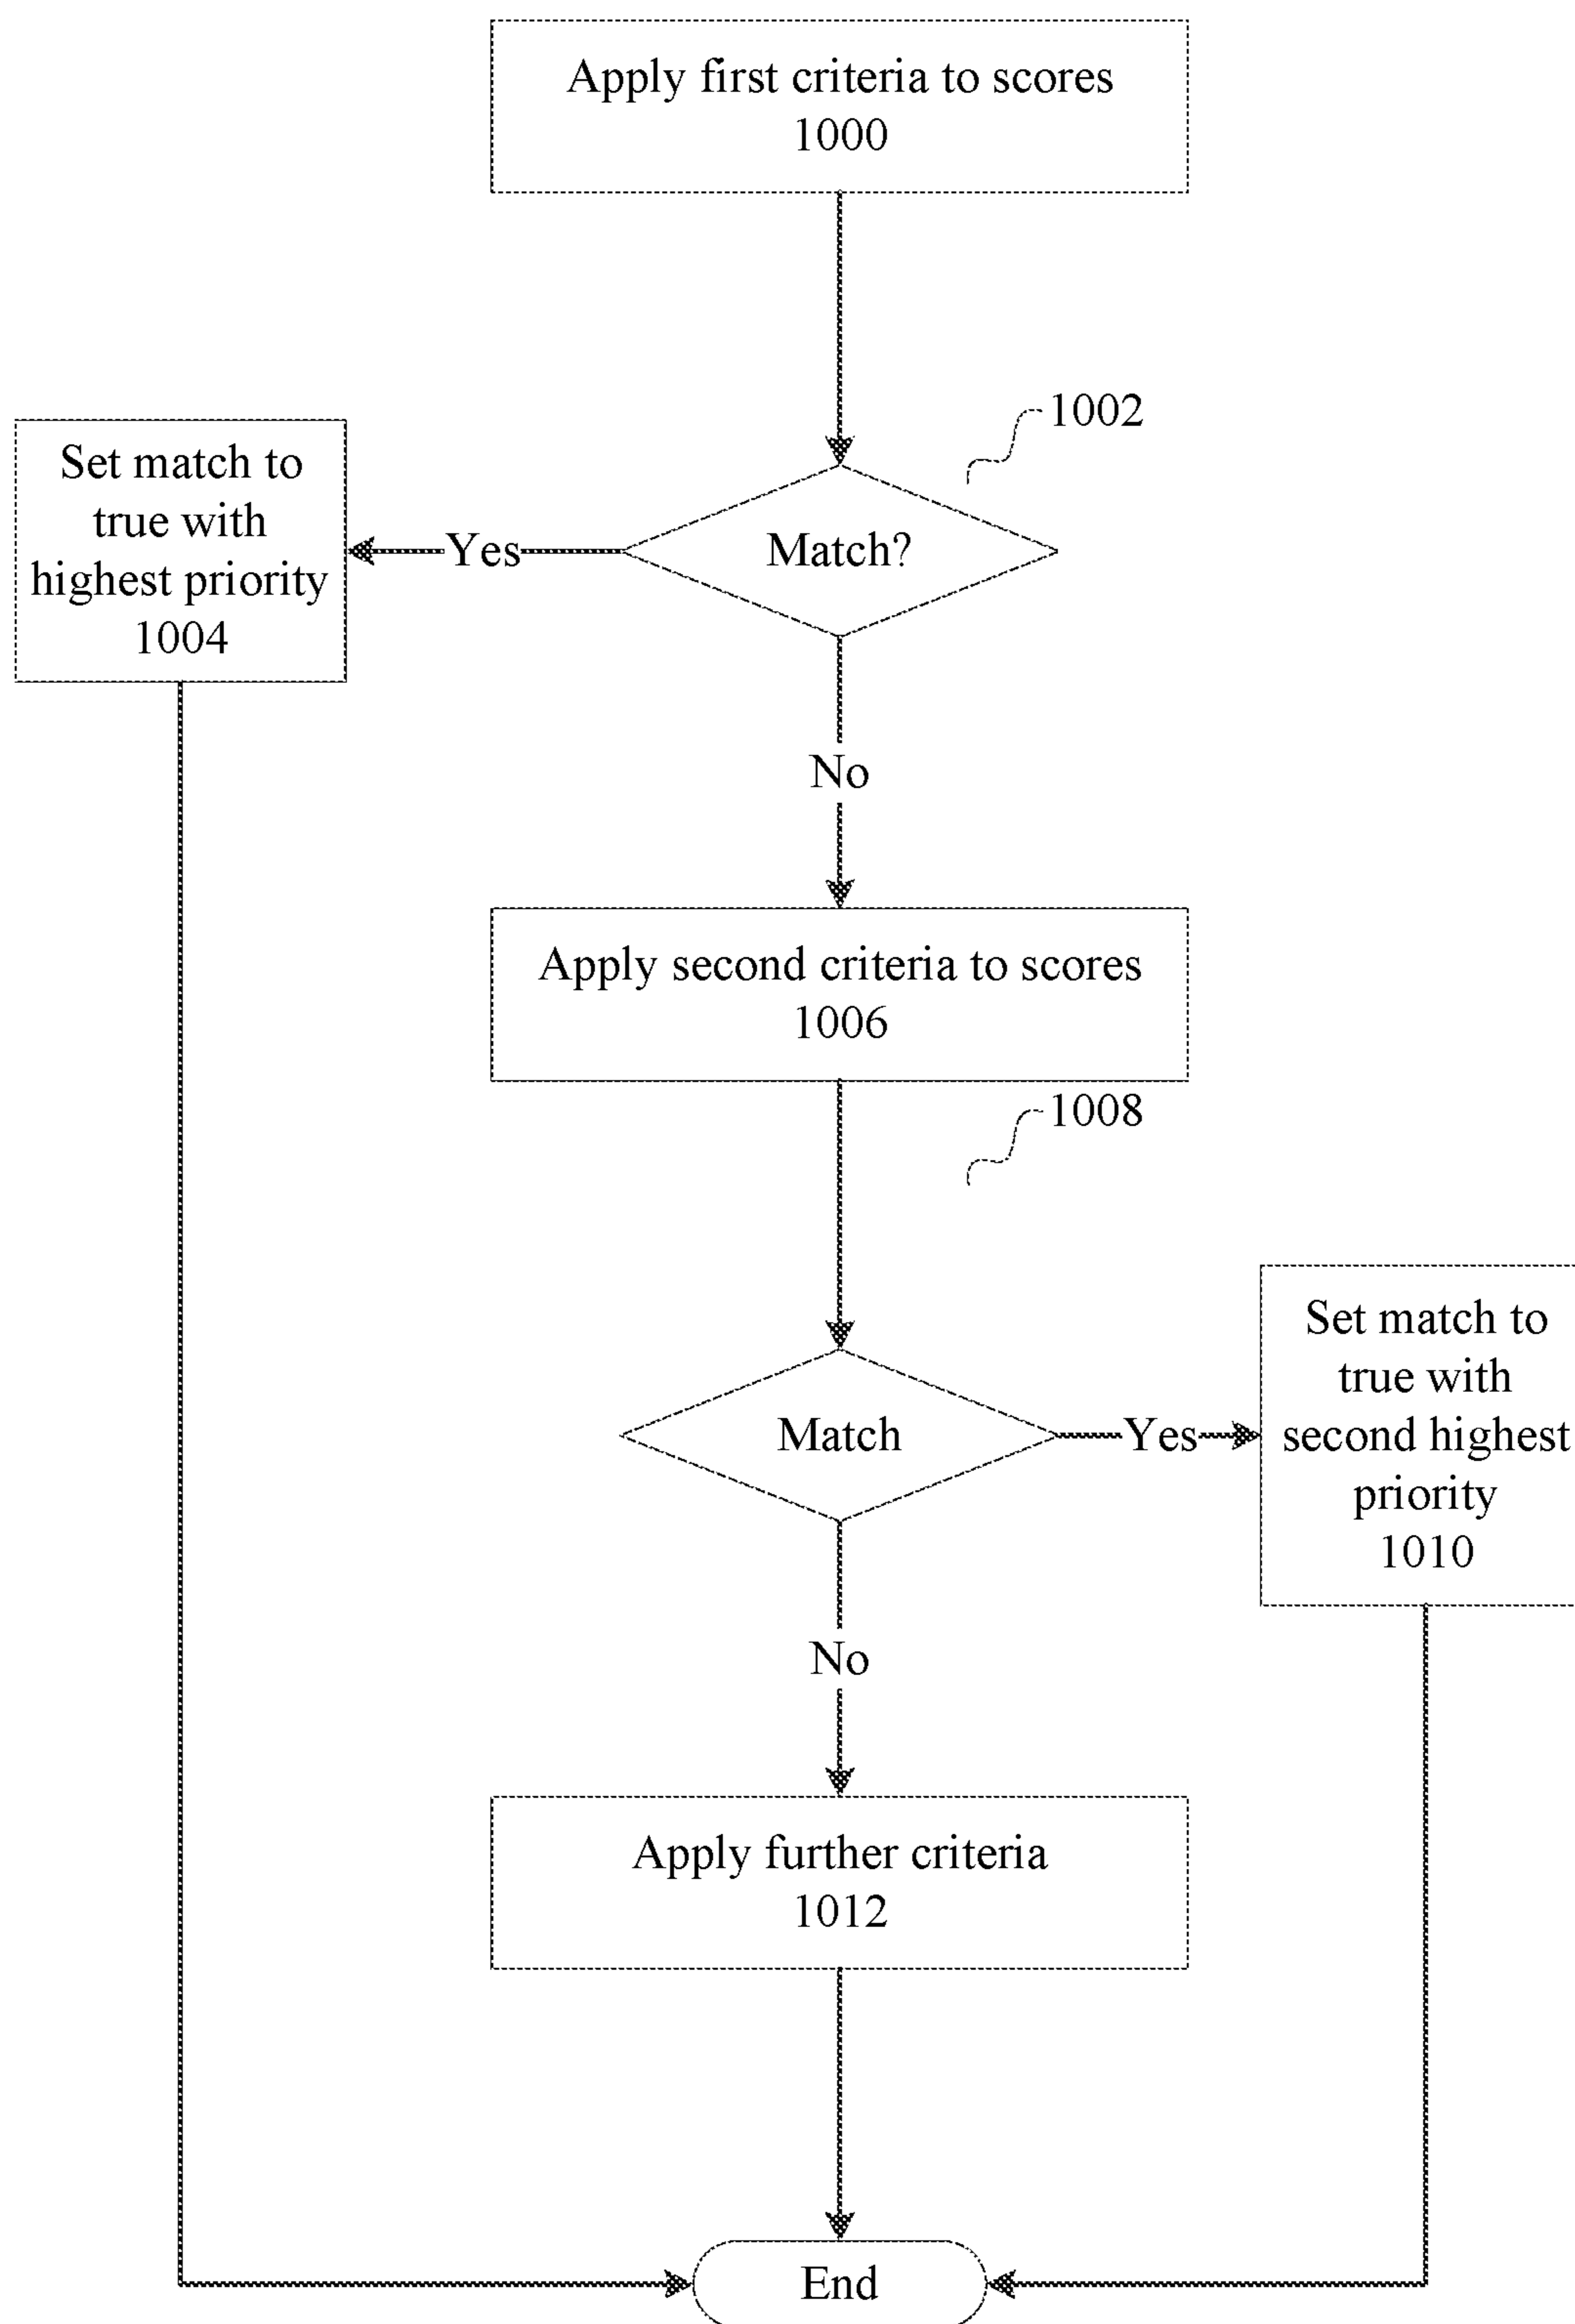 Apply first criteria to scores
1000
1002
Set match to
true with
highest priority
1004
Yes
Match?
No
Apply second criteria to scores
1006
1008
Match
Yes
Set match to
true with
second highest
priority
1010
No
Apply further criteria
1012
End